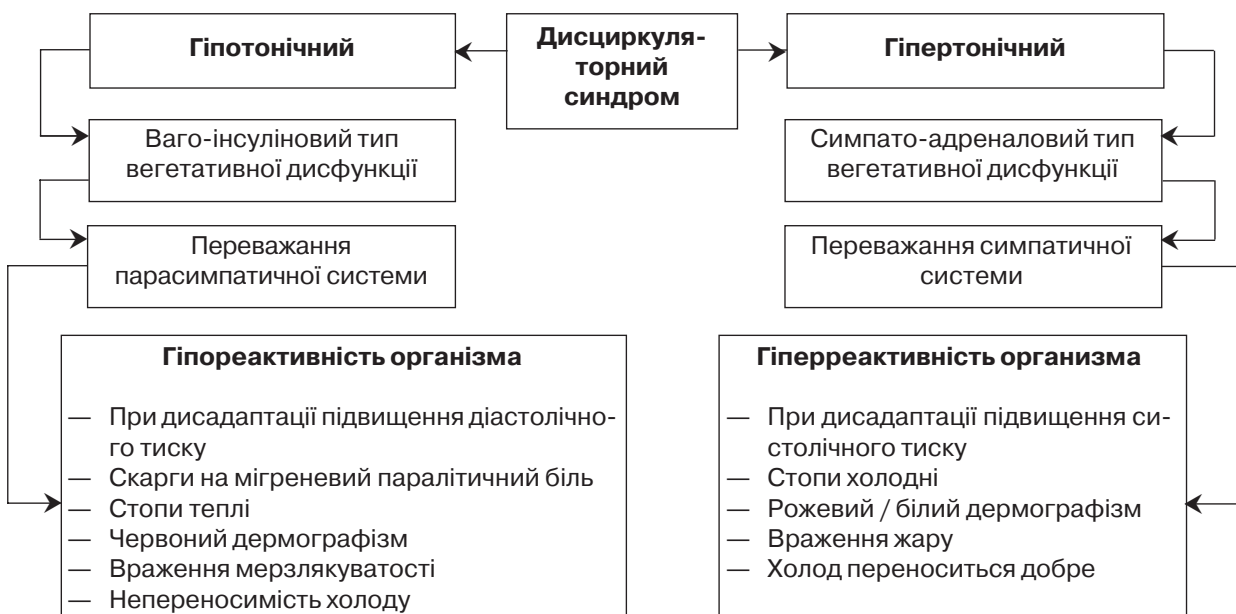 Гіпотонічний
Дисциркуля-
торний
синдром
Гіпертонічний
Ваго-інсуліновий тип
вегетативної дисфункції
Симпато-адреналовий тип
вегетативної дисфункції
Переважання
парасимпатичної системи
Переважання симпатичної
системи
Гіпореактивність організма
— При дисадаптації підвищення діастолічно-
го тиску
— Скарги на мігреневий паралітичний біль
— Стопи теплі
— Червоний дермографізм
— Враження мерзлякуватості
— Непереносимість холоду
Гіперреактивність организма
— При дисадаптації підвищення си-
столічного тиску
— Стопи холодні
— Рожевий / білий дермографізм
— Враження жару
— Холод переноситься добре